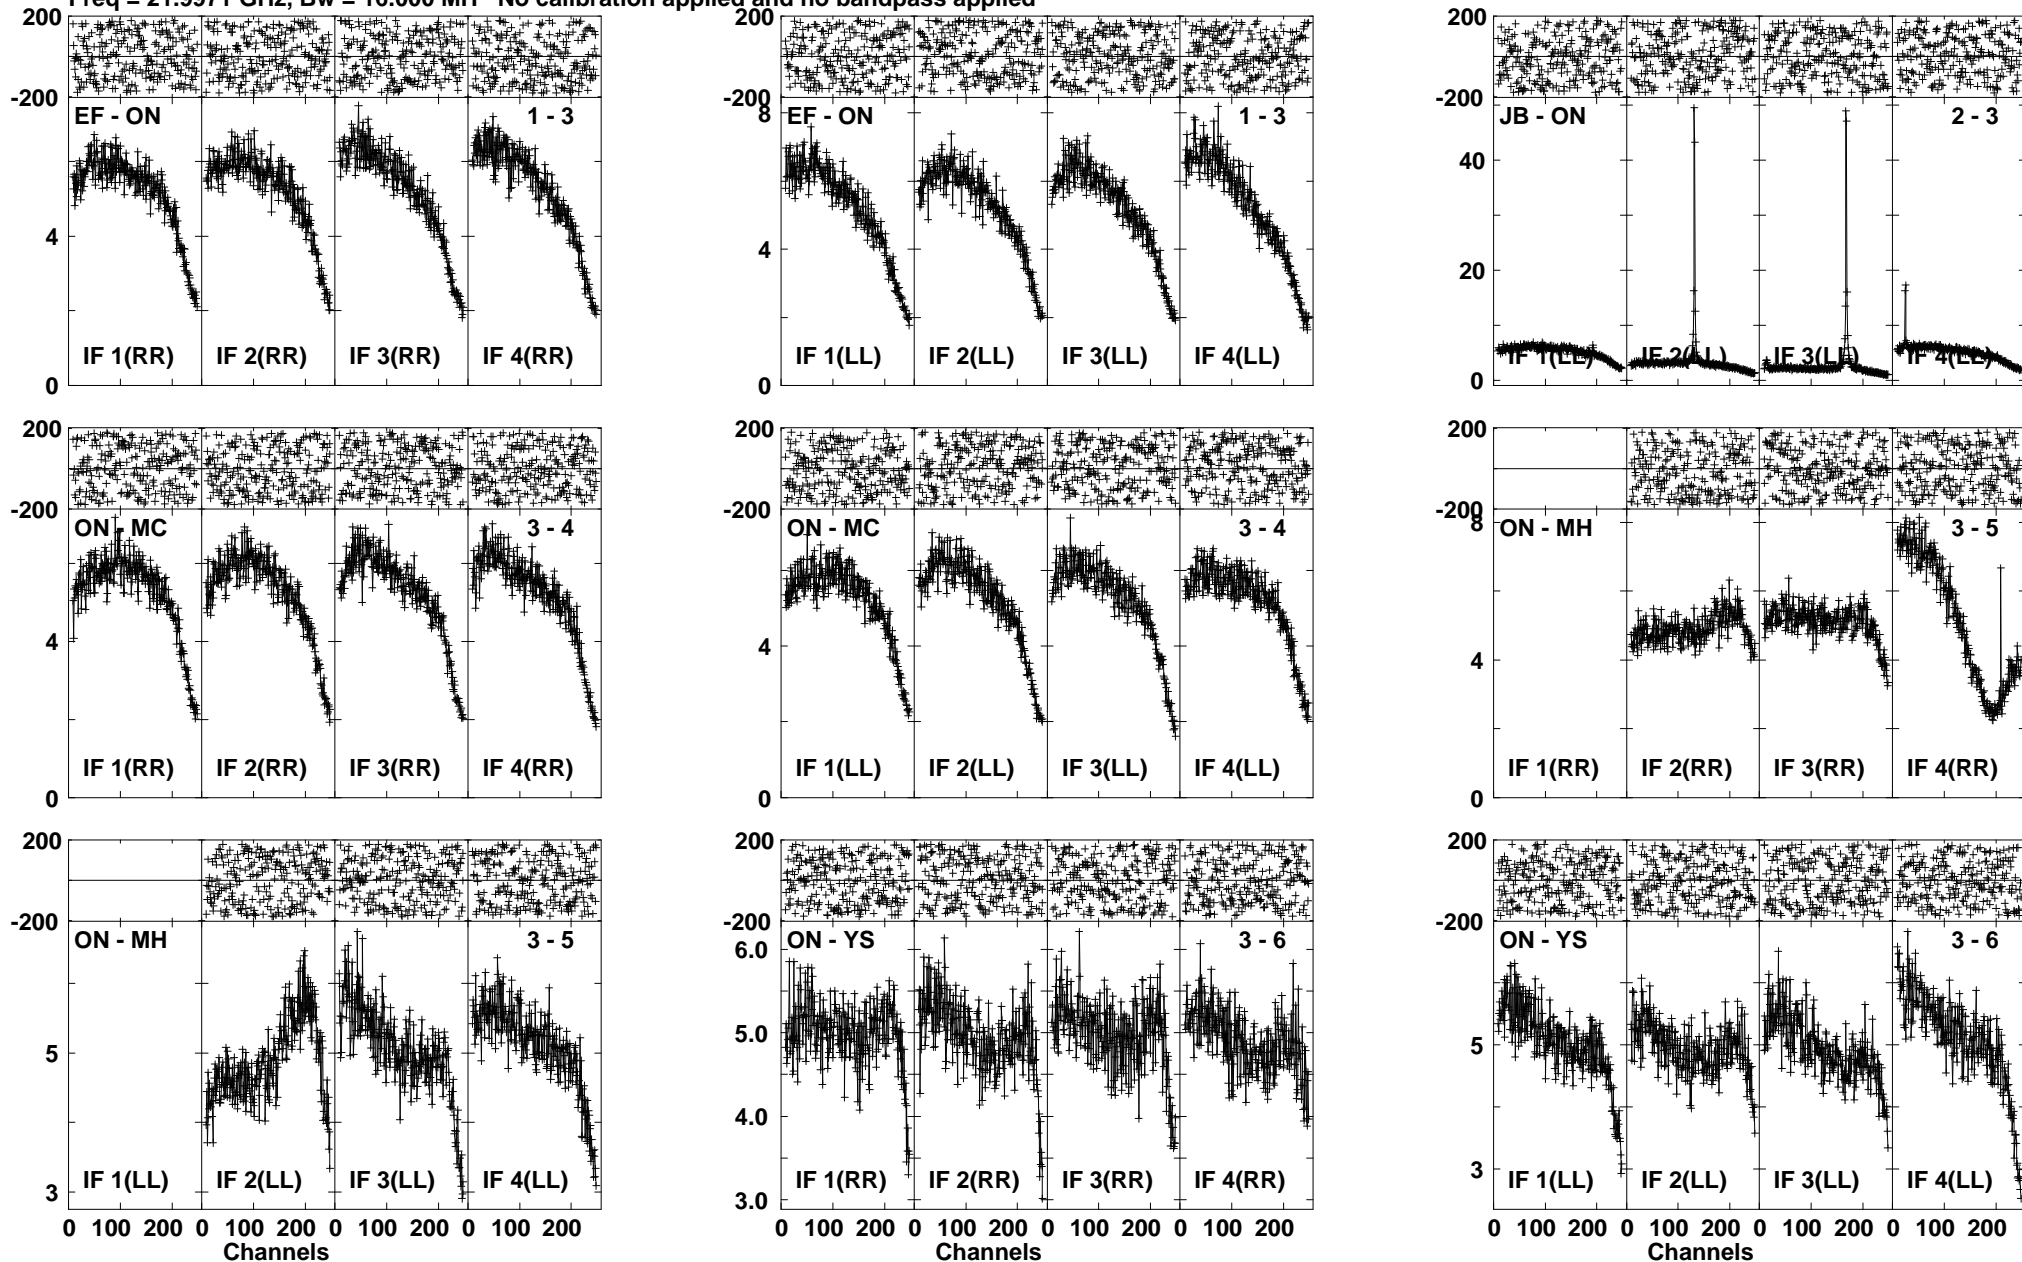 Freq = 21.9971 GHz, Bw = 16.000 MH No calibration applied and no bandpass applied
200
-200
EF - ON 1 - 3
4
0
IF 1(RR) IF 2(RR) IF 3(RR) IF 4(RR)
200
-200
8
EF - ON 1 - 3
4
0
IF 1(LL) IF 2(LL) IF 3(LL) IF 4(LL)
200
-200
JB - ON 2 - 3
40
20
0
IF 1(LL) IF 2(LL) IF 3(LL) IF 4(LL)
200
-200
ON - MC 3 - 4
4
0
IF 1(RR) IF 2(RR) IF 3(RR) IF 4(RR)
200
-200
ON - MC 3 - 4
4
0
IF 1(LL) IF 2(LL) IF 3(LL) IF 4(LL)
200
-200
8
ON - MH 3 - 5
4
0
IF 1(RR) IF 2(RR) IF 3(RR) IF 4(RR)
200
-200
ON - MH 3 - 5
5
3
IF 1(LL) IF 2(LL) IF 3(LL) IF 4(LL)
0 100 200 0 100 200 0 100 200 0 100 200
Channels
200
-200
6.0
ON - YS 3 - 6
5.0
4.0
3.0
IF 1(RR) IF 2(RR) IF 3(RR) IF 4(RR)
0 100 200 0 100 200 0 100 200 0 100 200
Channels
200
-200
ON - YS 3 - 6
5
3
IF 1(LL) IF 2(LL) IF 3(LL) IF 4(LL)
0 100 200 0 100 200 0 100 200 0 100 200
Channels